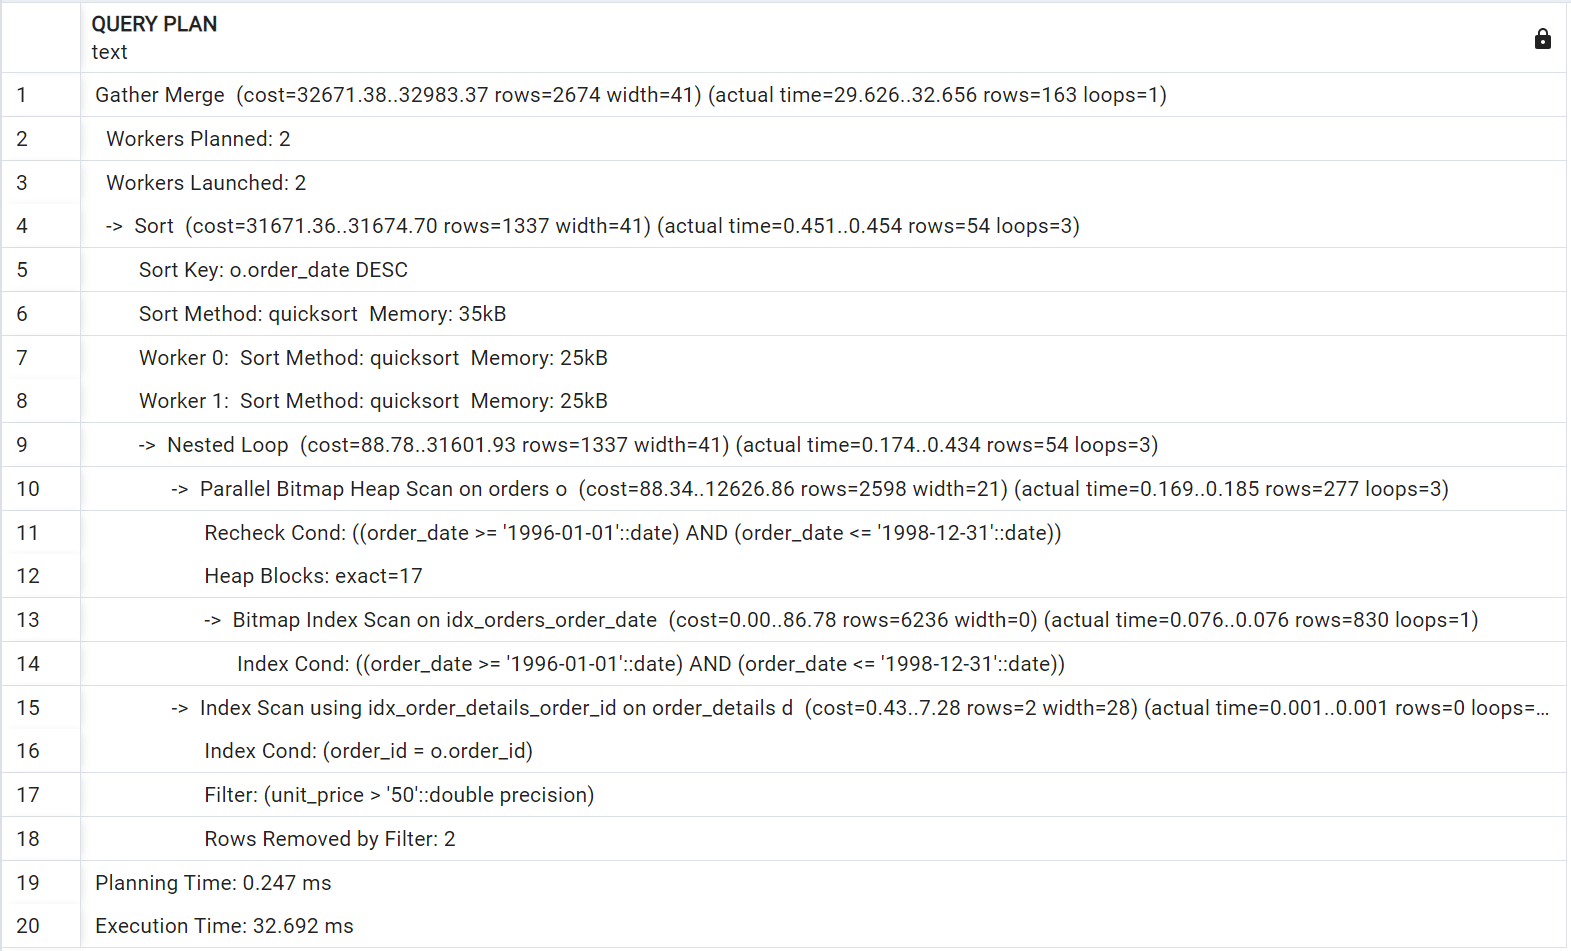 QUERY PLAN
text
1 Gather Merge (cost=32671.38..32983.37 rows=2674 width=41) (actual time=29.626..32.656 rows=163 loops=1)
2 Workers Planned: 2
3 Workers Launched: 2
4 -> Sort (cost=31671.36..31674.70 rows=1337 width=41) (actual time=0.451..0.454 rows=54 loops=3)
5 Sort Key: o.order_date DESC
6 Sort Method: quicksort Memory: 35kB
7 Worker 0: Sort Method: quicksort Memory: 25kB
8 Worker 1: Sort Method: quicksort Memory: 25kB
9 -> Nested Loop (cost=88.78..31601.93 rows=1337 width=41) (actual time=0.174..0.434 rows=54 loops=3)
10 -> Parallel Bitmap Heap Scan on orders o (cost=88.34..12626.86 rows=2598 width=21) (actual time=0.169..0.185 rows=277 loops=3)
11 Recheck Cond: ((order_date >= '1996-01-01'::date) AND (order_date <= '1998-12-31'::date))
12 Heap Blocks: exact=17
13 -> Bitmap Index Scan on idx_orders_order_date (cost=0.00..86.78 rows=6236 width=0) (actual time=0.076..0.076 rows=830 loops=1)
14 Index Cond: ((order_date >= '1996-01-01'::date) AND (order_date <= '1998-12-31'::date))
15 -> Index Scan using idx_order_details_order_id on order_details d (cost=0.43..7.28 rows=2 width=28) (actual time=0.001..0.001 rows=0 loops=...
16 Index Cond: (order_id = o.order_id)
17 Filter: (unit_price > '50'::double precision)
18 Rows Removed by Filter: 2
19 Planning Time: 0.247 ms
20 Execution Time: 32.692 ms